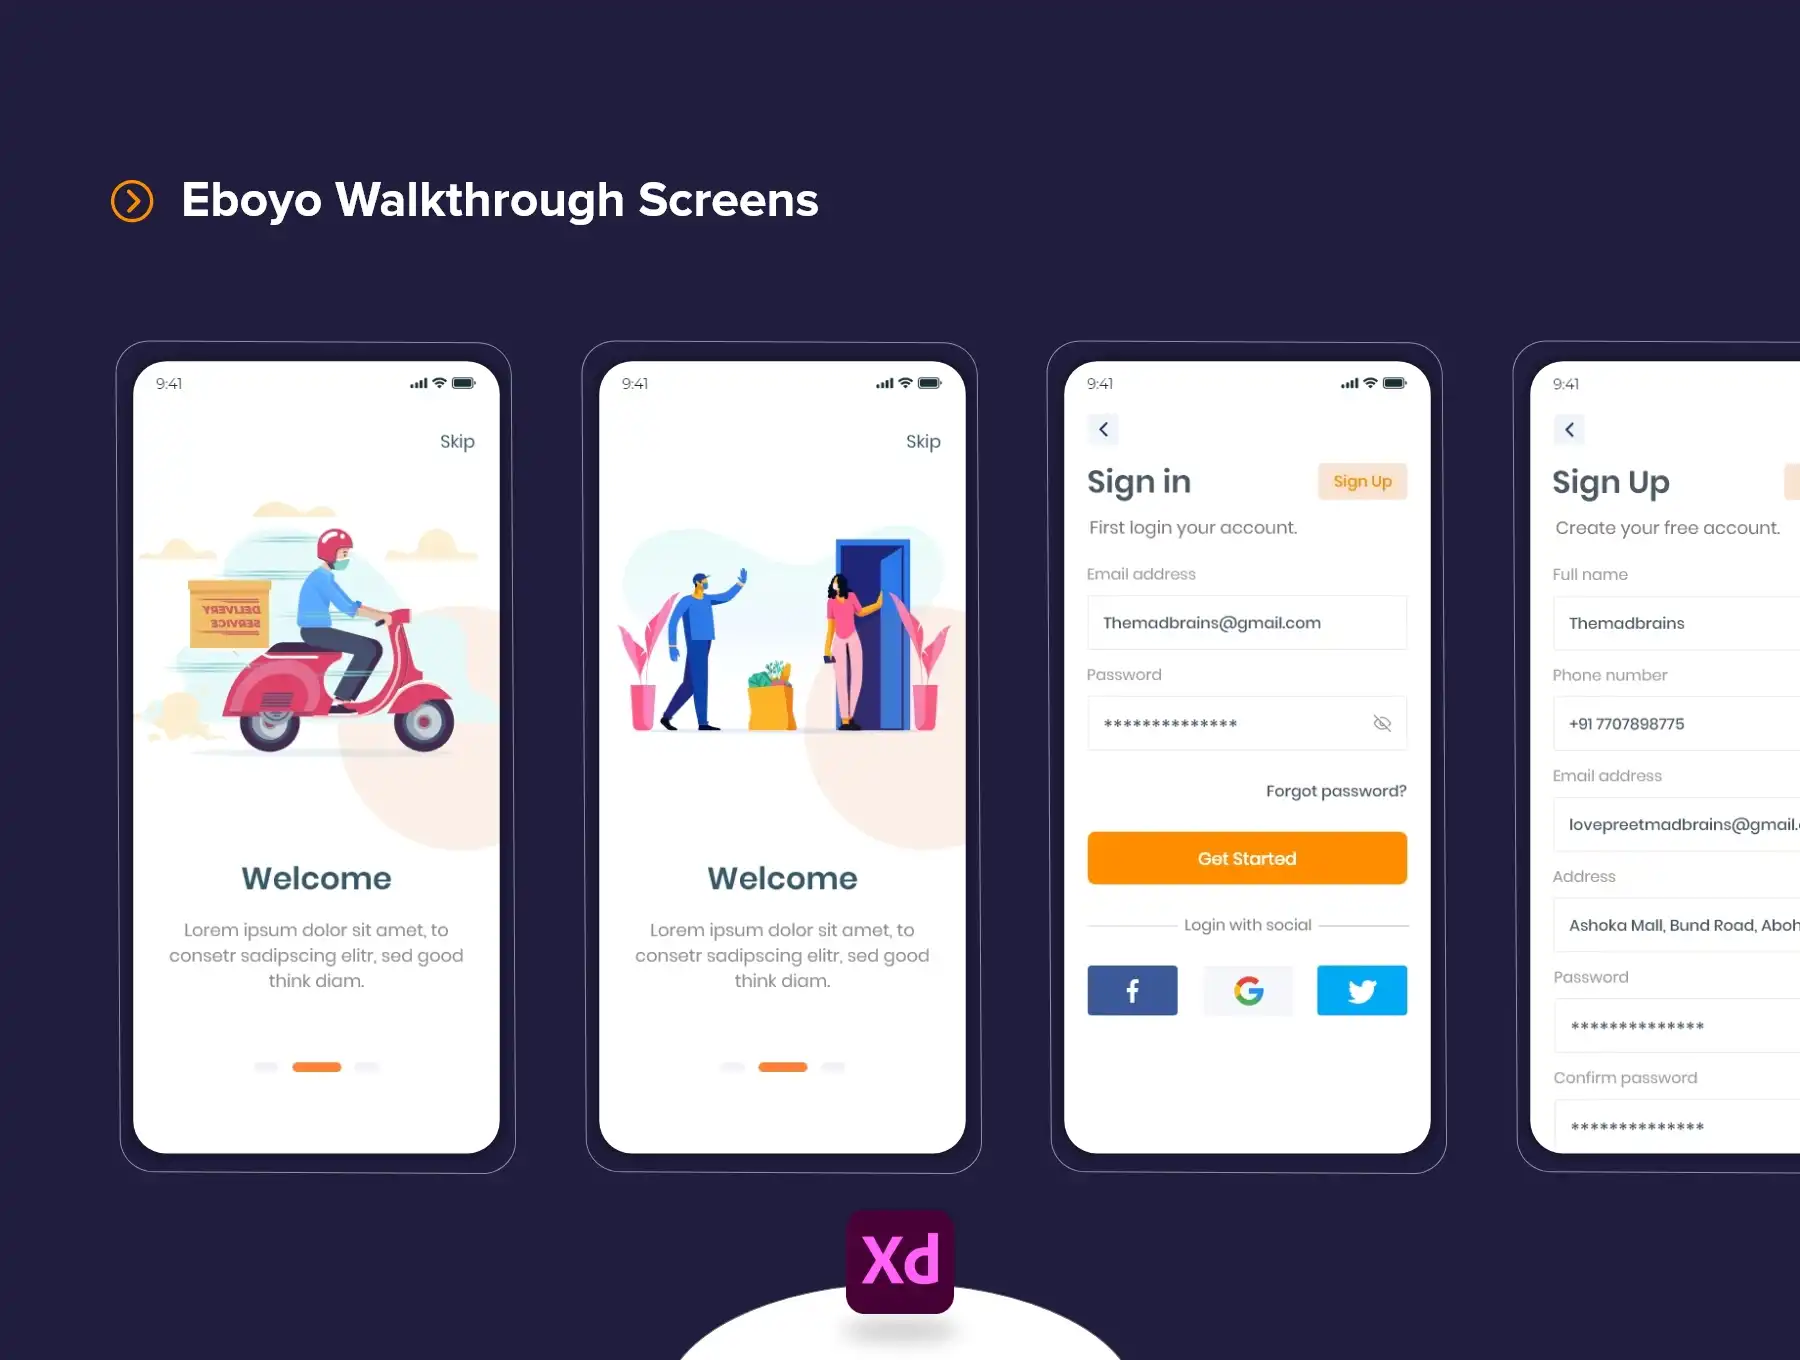 Eboyo Walkthrough Screens
9:41
Skip
DELIVERY
SERVICE
Welcome
Lorem ipsum dolor sit amet, to
consetr sadipscing elitr, sed good
think diam.
9:41
Skip
Welcome
Lorem ipsum dolor sit amet, to
consetr sadipscing elitr, sed good
think diam.
9:41
Sign in
Sign Up
First login your account.
Email address
Themadbrains@gmail.com
Password
**************
Forgot password?
Get Started
Login with social
9:41
Sign Up
Create your free account.
Full name
Themadbrains
Phone number
+91 7707898775
Email address
lovepreetmadbrains@gmail.
Address
Ashoka Mall, Bund Road, Aboh
Password
**************
Confirm password
**************
Xd